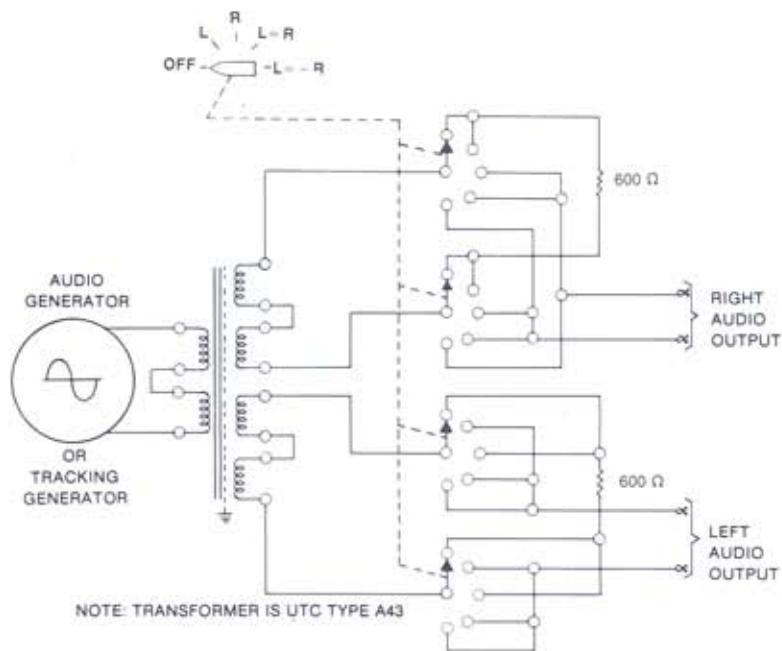 R
L
L=R
OFF
L=-R
600 Ω
AUDIO
GENERATOR
RIGHT
AUDIO
OUTPUT
OR
TRACKING
GENERATOR
600 Ω
LEFT
AUDIO
OUTPUT
NOTE: TRANSFORMER IS UTC TYPE A43